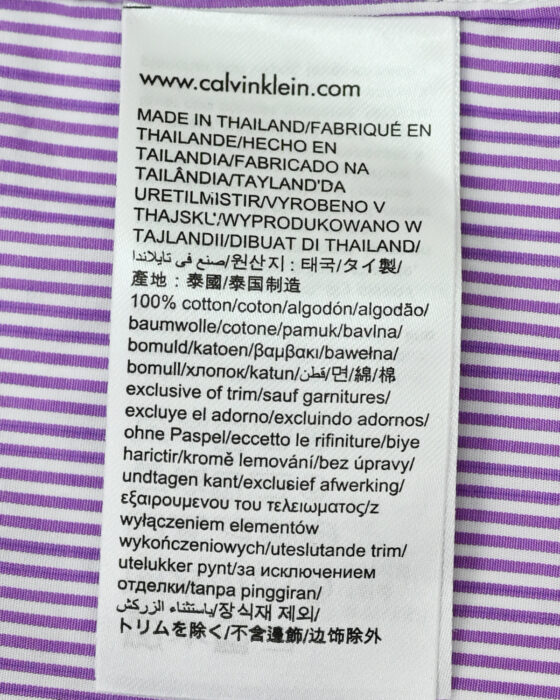 www.calvinklein.com
MADE IN THAILAND/FABRIQUÉ EN
THAILANDE/HECHO EN
TAILANDIA/FABRICADO NA
TAILÂNDIA/TAYLAND'DA
URETILMISTIR/VYROBENO V
THAJSKU/WYPRODUKOWANO W
TAJLANDII/DIBUAT DI THAILAND/
صنع في تايلاندا/원산지 : 태국/タイ製/
產地 : 泰國/泰国制造
100% cotton/coton/algodón/algodão/
baumwolle/cotone/pamuk/bavlna/
bomuld/katoen/βαμβακι/bawełna/
bomull/хлопок/katun/قطن/면/綿/棉
exclusive of trim/sauf garnitures/
excluye el adorno/excluindo adornos/
ohne Paspel/eccetto le rifiniture/biye
harictir/kromě lemování/bez úpravy/
undtagen kant/exclusief afwerking/
εξαιρουμενου του τελειωματος/z
wyłączeniem elementów
wykończeniowych/uteslutande trim/
utelukker pynt/за исключением
отделки/tanpa pinggiran/
باستثناء الزركش/장식재 제외/
トリムを除く/不含邊飾/边饰除外